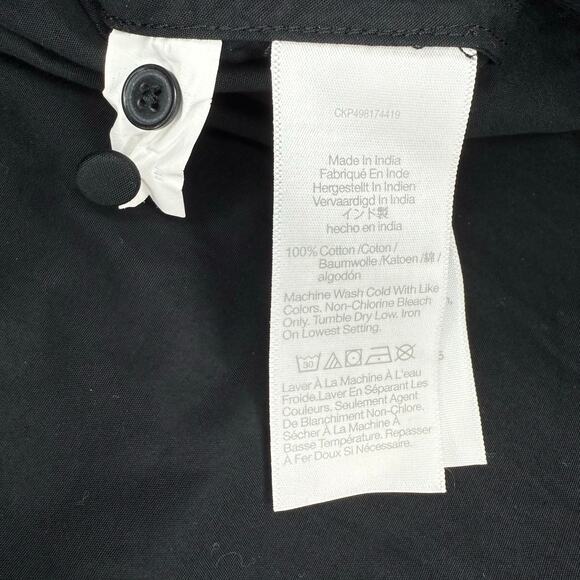 CKP498174419
Made In India
Fabriqué En Inde
Hergestellt In Indien
Vervaardigd In India
インド製
hecho en india
100% Cotton /Coton /
Baumwolle /Katoen /綿/
algodón
Machine Wash Cold With Like
Colors. Non-Chlorine Bleach
Only. Tumble Dry Low. Iron
On Lowest Setting.
30
Laver À La Machine À L'eau
Froide.Laver En Séparant Les
Couleurs. Seulement Agent
De Blanchiment Non-Chlore.
Sécher À La Machine À
Basse Température. Repasser
À Fer Doux Si Nécessaire.